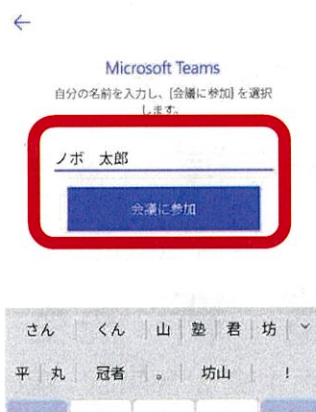 Microsoft Teams
自分の名前を入力し、[会議に参加] を選択
します。
ノボ 太郎
会議に参加
さん くん 山 塾 君 坊
平 丸 冠者 。 坊山 !